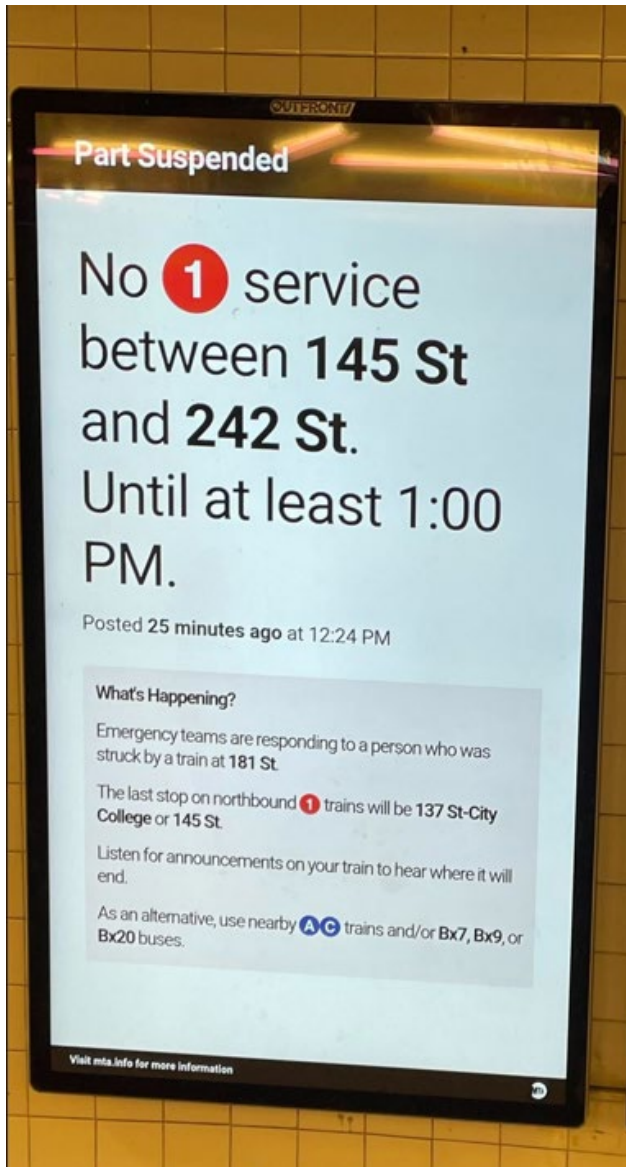 OUTFRONT/
Part Suspended
No 1 service
between 145 St
and 242 St.
Until at least 1:00
PM.
Posted 25 minutes ago at 12:24 PM
What's Happening?
Emergency teams are responding to a person who was
struck by a train at 181 St.
The last stop on northbound 1 trains will be 137 St-City
College or 145 St.
Listen for announcements on your train to hear where it will
end.
As an alternative, use nearby A C trains and/or Bx7, Bx9, or
Bx20 buses.
Visit mta.info for more information
MTA